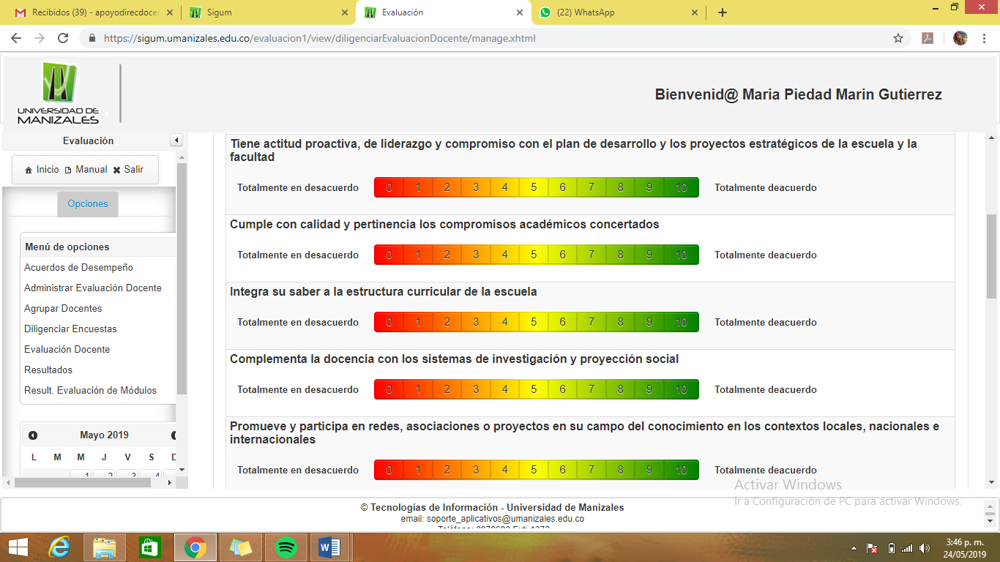 Recibidos (39) - apoyodirecdocer
Sigum
Evaluación
(22) WhatsApp
https://sigum.umanizales.edu.co/evaluacion1/view/diligenciarEvaluacionDocente/manage.xhtml
UNIVERSIDAD DE
MANIZALES
Bienvenid@ Maria Piedad Marin Gutierrez
Evaluación
Inicio Manual Salir
Opciones
Menú de opciones
Acuerdos de Desempeño
Administrar Evaluación Docente
Agrupar Docentes
Diligenciar Encuestas
Evaluación Docente
Resultados
Result. Evaluación de Módulos
Mayo 2019
L M M J V S D
1 2 3 4
Tiene actitud proactiva, de liderazgo y compromiso con el plan de desarrollo y los proyectos estratégicos de la escuela y la
facultad
Totalmente en desacuerdo 0 1 2 3 4 5 6 7 8 9 10 Totalmente deacuerdo
Cumple con calidad y pertinencia los compromisos académicos concertados
Totalmente en desacuerdo 0 1 2 3 4 5 6 7 8 9 10 Totalmente deacuerdo
Integra su saber a la estructura curricular de la escuela
Totalmente en desacuerdo 0 1 2 3 4 5 6 7 8 9 10 Totalmente deacuerdo
Complementa la docencia con los sistemas de investigación y proyección social
Totalmente en desacuerdo 0 1 2 3 4 5 6 7 8 9 10 Totalmente deacuerdo
Promueve y participa en redes, asociaciones o proyectos en su campo del conocimiento en los contextos locales, nacionales e
internacionales
Totalmente en desacuerdo 0 1 2 3 4 5 6 7 8 9 10 Totalmente deacuerdo
Activar Windows
Ir a Configuración de PC para activar Windows.
© Tecnologías de Información - Universidad de Manizales
email: soporte_aplicativos@umanizales.edu.co
3:46 p. m.
24/05/2019